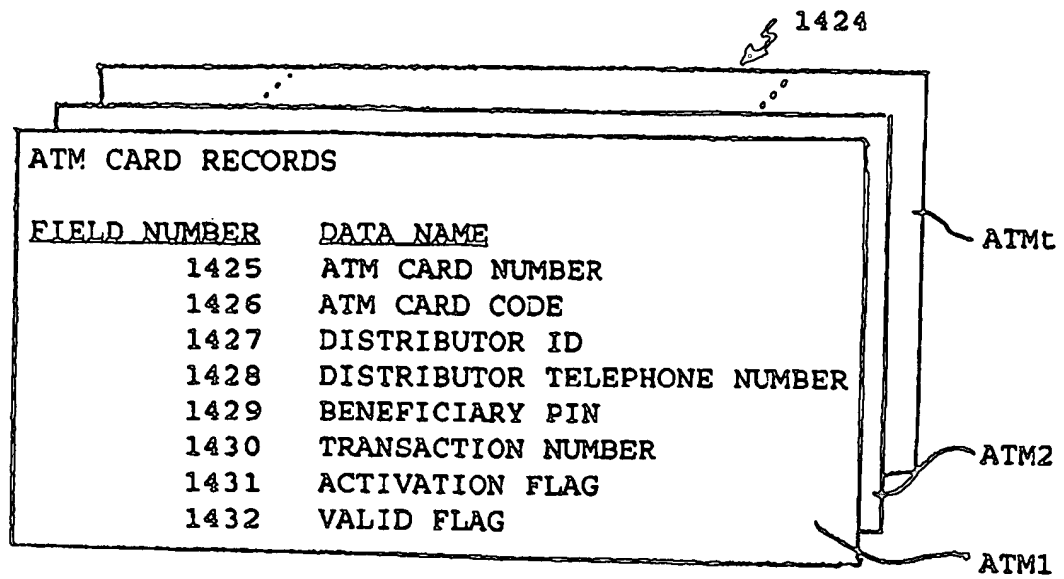 1424
ATM CARD RECORDS
FIELD NUMBER DATA NAME
1425 ATM CARD NUMBER
1426 ATM CARD CODE
1427 DISTRIBUTOR ID
1428 DISTRIBUTOR TELEPHONE NUMBER
1429 BENEFICIARY PIN
1430 TRANSACTION NUMBER
1431 ACTIVATION FLAG
1432 VALID FLAG
ATMt
ATM2
ATM1